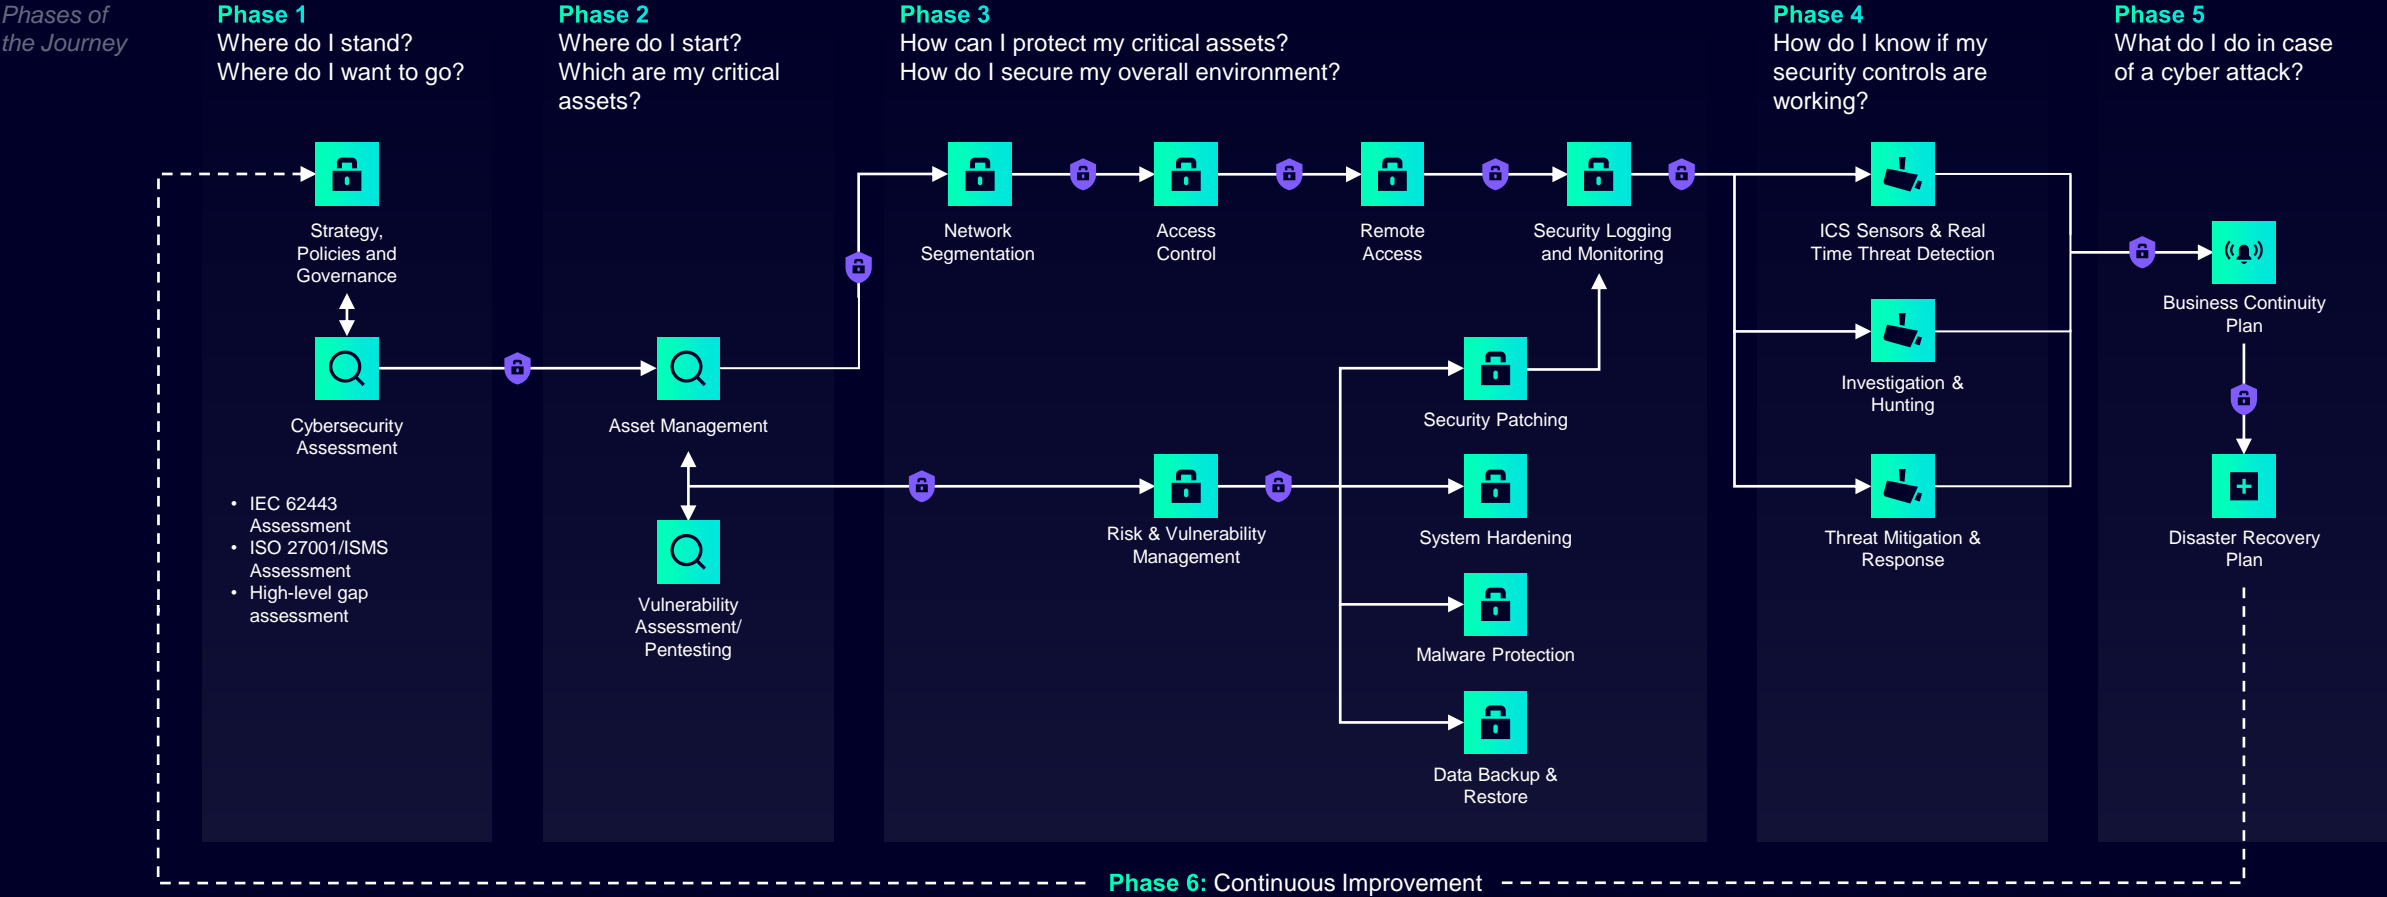 Phases of
the Journey
Phase 1
Where do I stand?
Where do I want to go?
Strategy,
Policies and
Governance
Cybersecurity
Assessment
• IEC 62443
Assessment
• ISO 27001/ISMS
Assessment
• High-level gap
assessment
Phase 2
Where do I start?
Which are my critical
assets?
Asset Management
Vulnerability
Assessment/
Pentesting
Phase 3
How can I protect my critical assets?
How do I secure my overall environment?
Network
Segmentation
Access
Control
Remote
Access
Security Logging
and Monitoring
Security Patching
Risk & Vulnerability
Management
System Hardening
Malware Protection
Data Backup &
Restore
Phase 4
How do I know if my
security controls are
working?
ICS Sensors & Real
Time Threat Detection
Investigation &
Hunting
Threat Mitigation &
Response
Phase 5
What do I do in case
of a cyber attack?
Business Continuity
Plan
Disaster Recovery
Plan
Phase 6: Continuous Improvement